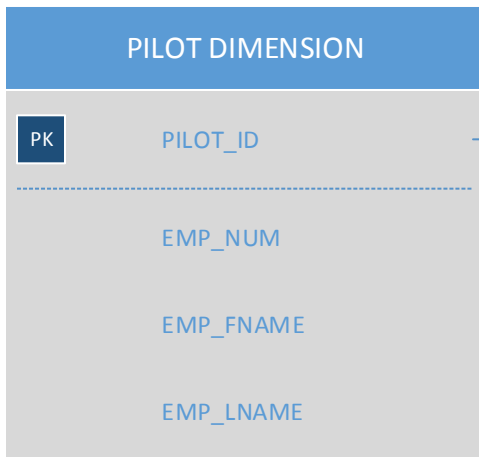 PILOT DIMENSION
PK PILOT_ID
EMP_NUM
EMP_FNAME
EMP_LNAME